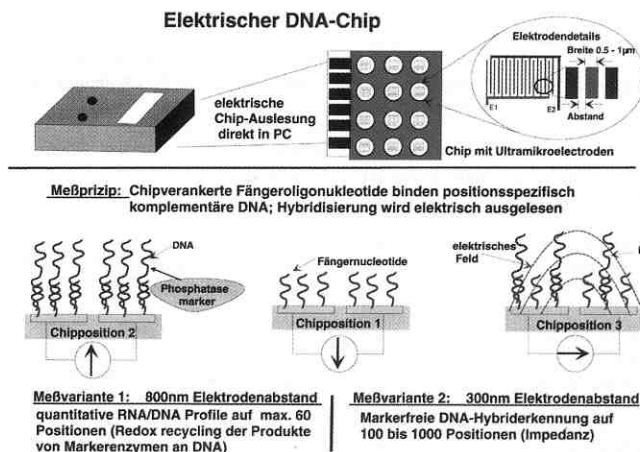 Elektrischer DNA-Chip
Elektrodendetails
Breite 0.5 - 1µm
E1
E2
Abstand
elektrische
Chip-Auslesung
direkt in PC
Chip mit Ultramikroelectroden
Meßprizip: Chipverankerte Fängeroligonukleotide binden positionsspezifisch
komplementäre DNA; Hybridisierung wird elektrisch ausgelesen
DNA
Phosphatase
marker
Chipposition 2
Fängernucleotide
Chipposition 1
elektrisches
Feld
Chipposition 3
Meßvariante 1: 800nm Elektrodenabstand
quantitative RNA/DNA Profile auf max. 60
Positionen (Redox recycling der Produkte
von Markerenzymen an DNA)
Meßvariante 2: 300nm Elektrodenabstand
Markerfreie DNA-Hybriderkennung auf
100 bis 1000 Positionen (Impedanz)